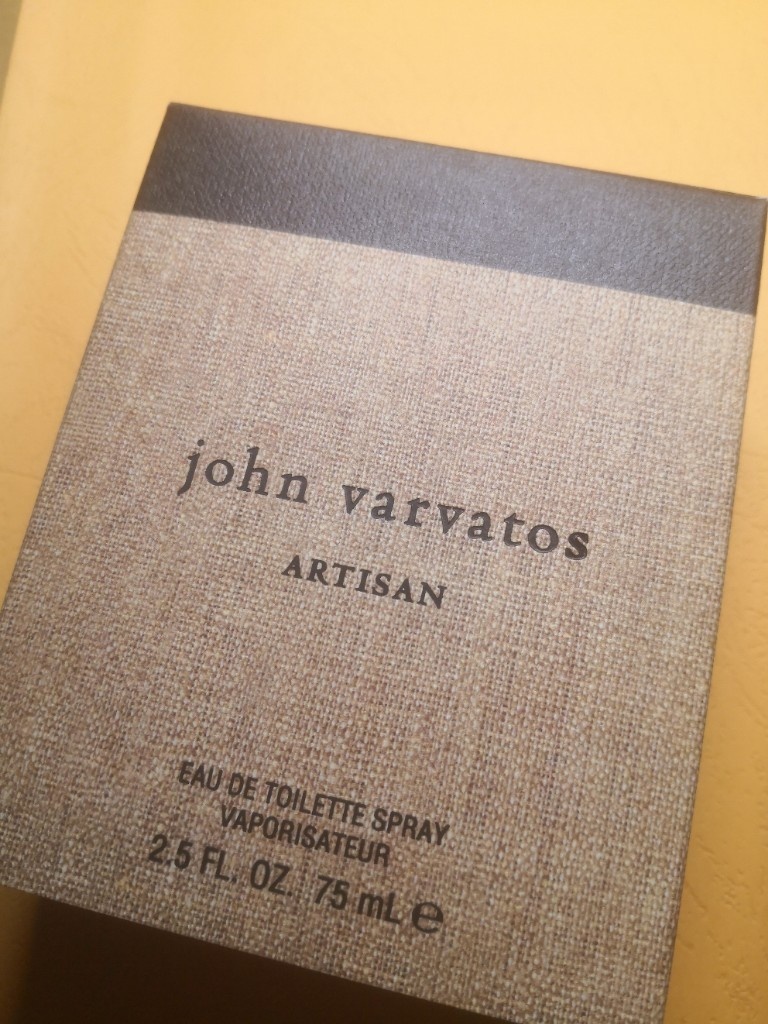 john varvatos
ARTISAN
EAU DE TOILETTE SPRAY
VAPORISATEUR
2.5 FL. OZ. 75 mL ℮